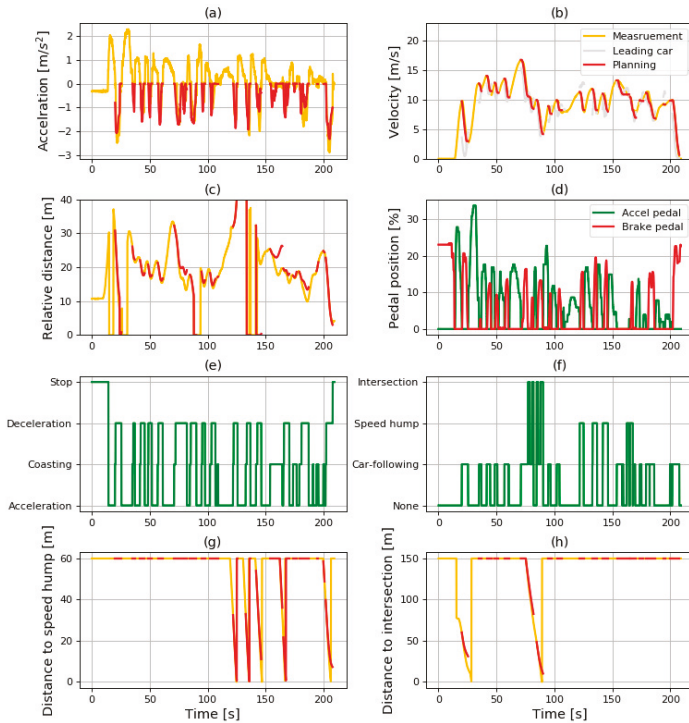 (a)
(b)
Accelration [m/s²]
2
1
0
−1
−2
−3
0
50
100
150
200
Velocity [m/s]
20
15
10
5
0
Measruement
Leading car
Planning
0
50
100
150
200
(c)
(d)
Relative distance [m]
40
30
20
10
0
0
50
100
150
200
Pedal position [%]
30
20
10
0
Accel pedal
Brake pedal
0
50
100
150
200
(e)
(f)
Stop
Deceleration
Coasting
Acceleration
0
50
100
150
200
Intersection
Speed hump
Car-following
None
0
50
100
150
200
(g)
(h)
Distance to speed hump [m]
60
40
20
0
0
50
100
150
200
Time [s]
Distance to intersection [m]
150
100
50
0
0
50
100
150
200
Time [s]